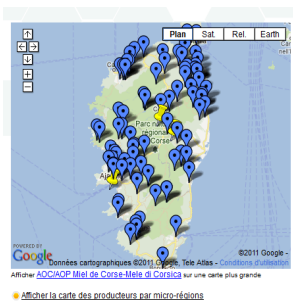 Plan Sat. Rel. Earth
Parc nat
régional
Corse
POWERED BY
Google
©2011 Google -
Données cartographiques ©2011 Google, Tele Atlas - Conditions d'utilisation
Afficher AOC/AOP Miel de Corse-Mele di Corsica sur une carte plus grande
Afficher la carte des producteurs par micro-régions